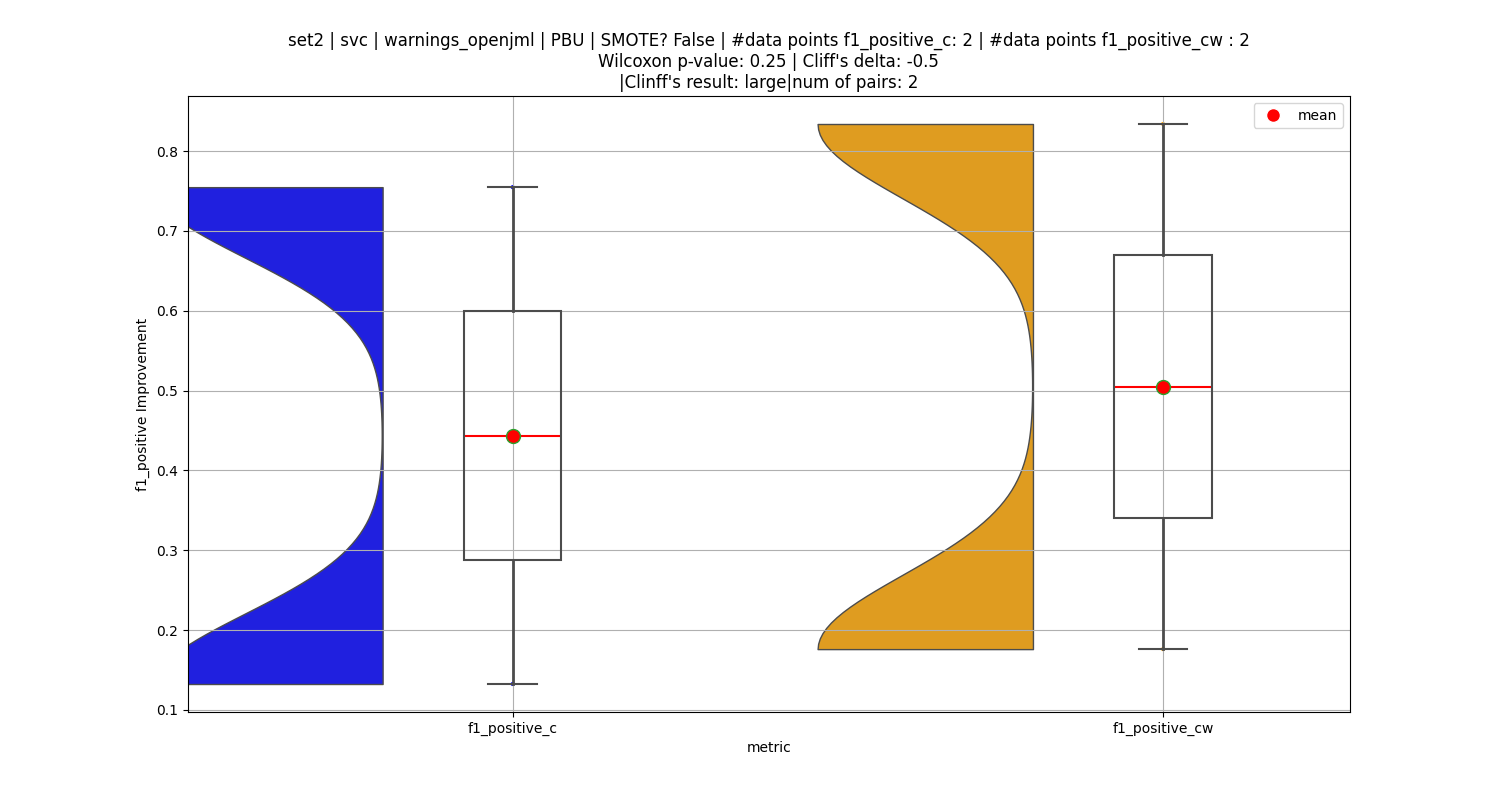 set2 | svc | warnings_openjml | PBU | SMOTE? False | #data points f1_positive_c: 2 | #data points f1_positive_cw : 2
Wilcoxon p-value: 0.25 | Cliff's delta: -0.5
|Clinff's result: large|num of pairs: 2
mean
0.8
0.7
0.6
0.5
0.4
0.3
0.2
0.1
f1_positive Improvement
f1_positive_c
f1_positive_cw
metric